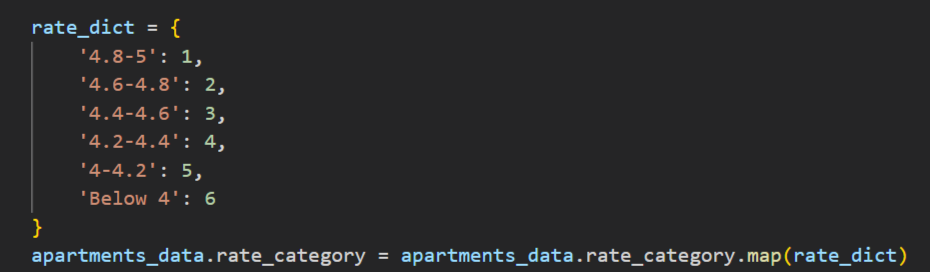 rate_dict = {
    '4.8-5': 1,
    '4.6-4.8': 2,
    '4.4-4.6': 3,
    '4.2-4.4': 4,
    '4-4.2': 5,
    'Below 4': 6
}
apartments_data.rate_category = apartments_data.rate_category.map(rate_dict)